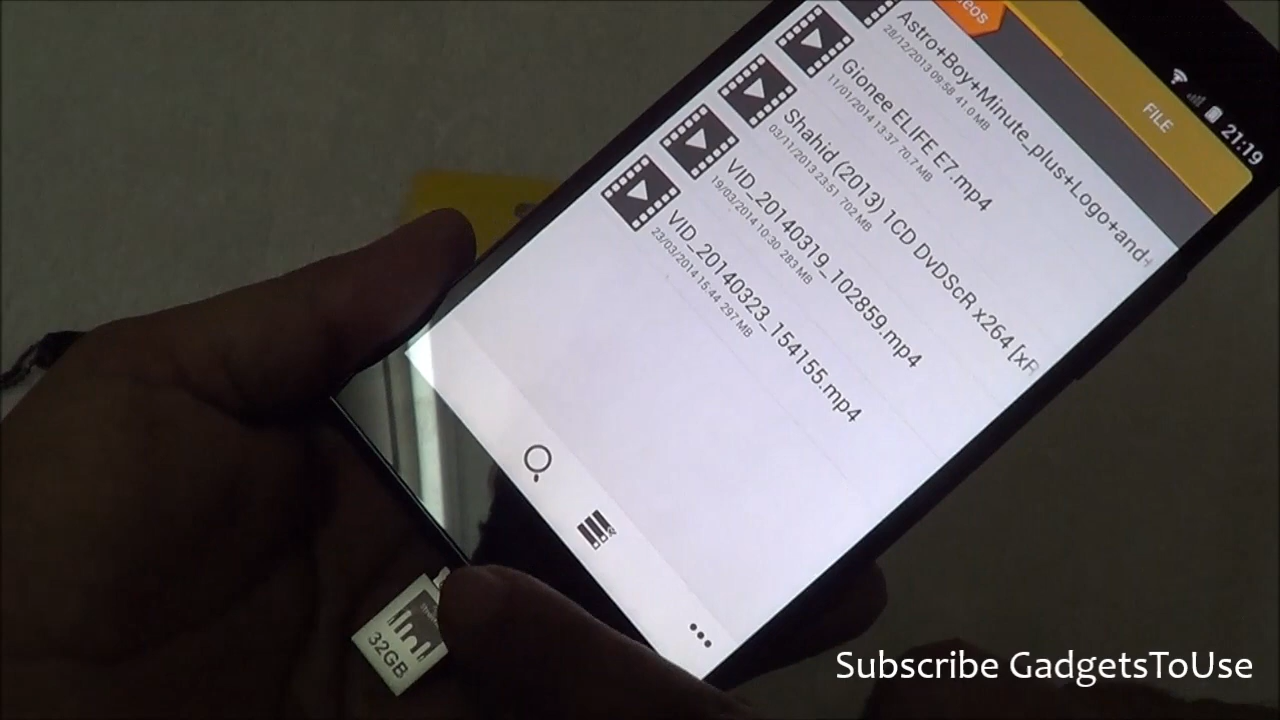 21:19
FILE
eos
Astro+Boy+Minute_plus+Logo+and+
28/12/2013 09:58 41.0 MB
Gionee ELIFE E7.mp4
11/01/2014 13:37 70.7 MB
Shahid (2013) 1CD DvDScR x264 [xR
03/11/2013 23:51 702 MB
VID_20140319_102859.mp4
19/03/2014 10:30 283 MB
VID_20140323_154155.mp4
23/03/2014 15:44 297 MB
32GB
Subscribe GadgetsToUse